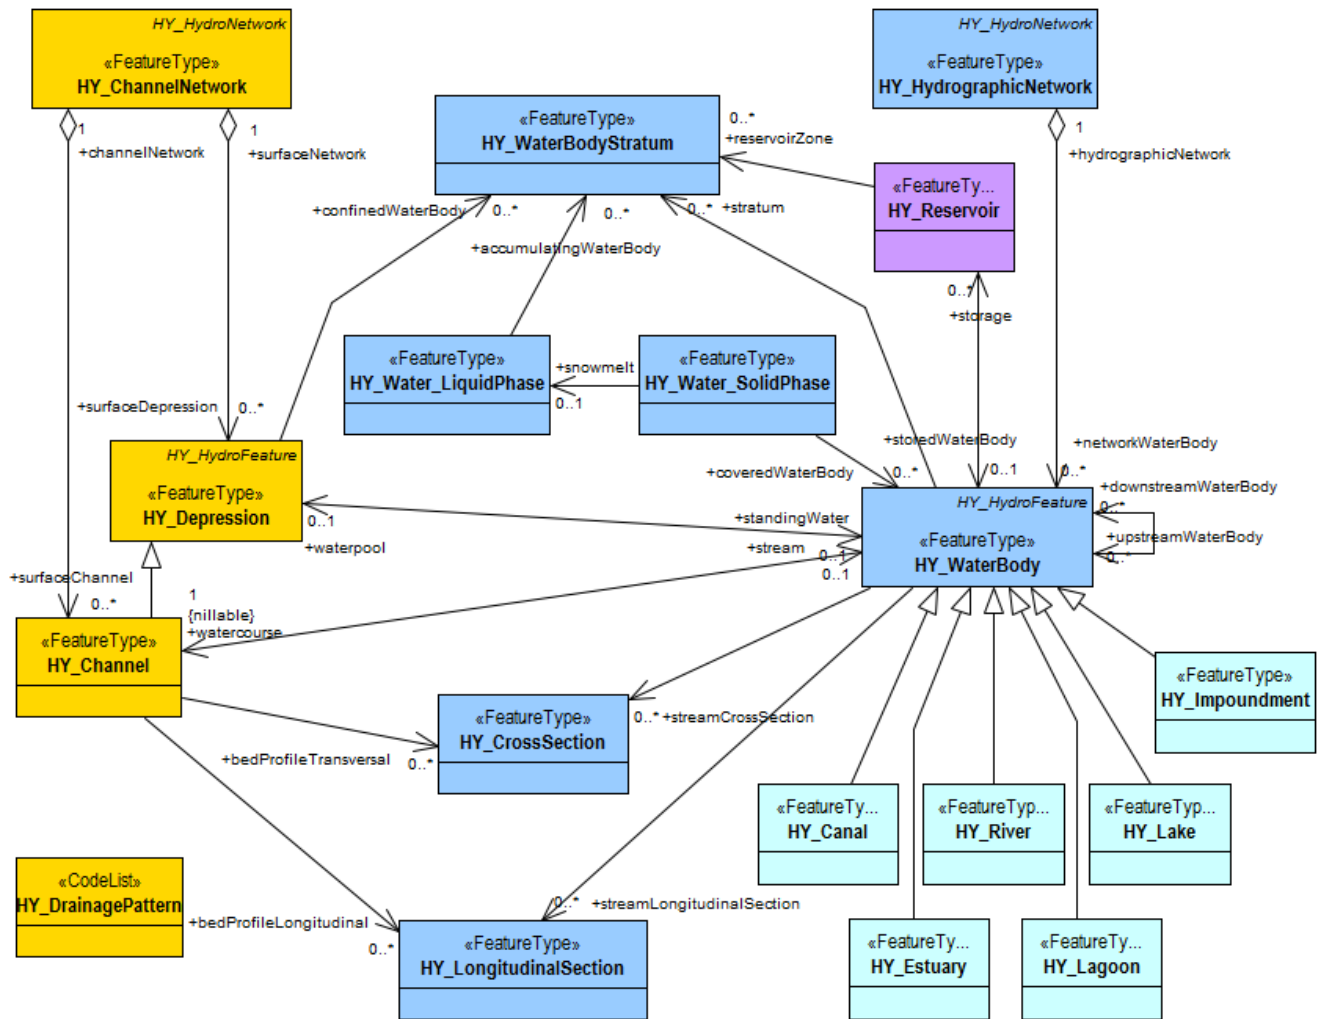 HY_HydroNetwork
«FeatureType»
HY_ChannelNetwork
HY_HydroNetwork
«FeatureType»
HY_HydrographicNetwork
«FeatureType»
HY_WaterBodyStratum
0..*
+reservoirZone
1
+channelNetwork
1
+surfaceNetwork
1
+hydrographicNetwork
«FeatureTy...
HY_Reservoir
+confinedWaterBody
0..*
0..*
0..*
+stratum
+accumulatingWaterBody
0..*
+storage
«FeatureType»
HY_Water_LiquidPhase
+snowmelt
0..1
«FeatureType»
HY_Water_SolidPhase
+surfaceDepression
0..*
+storedWaterBody
0..1
+networkWaterBody
0..*
+coveredWaterBody
0..*
HY_HydroFeature
«FeatureType»
HY_Depression
0..1
+waterpool
+standingWater
0..1
+stream
0..1
HY_HydroFeature
«FeatureType»
HY_WaterBody
+downstreamWaterBody
0..*
+upstreamWaterBody
0..*
+surfaceChannel
0..*
1
{nillable}
+watercourse
«FeatureType»
HY_Channel
«FeatureType»
HY_Impoundment
«FeatureType»
HY_CrossSection
0..*
+streamCrossSection
+bedProfileTransversal
0..*
«FeatureTy...
HY_Canal
«FeatureTyp...
HY_River
«FeatureTyp...
HY_Lake
«CodeList»
HY_DrainagePattern
+bedProfileLongitudinal
0..*
0..*
+streamLongitudinalSection
«FeatureType»
HY_LongitudinalSection
«FeatureTy...
HY_Estuary
«FeatureTy...
HY_Lagoon